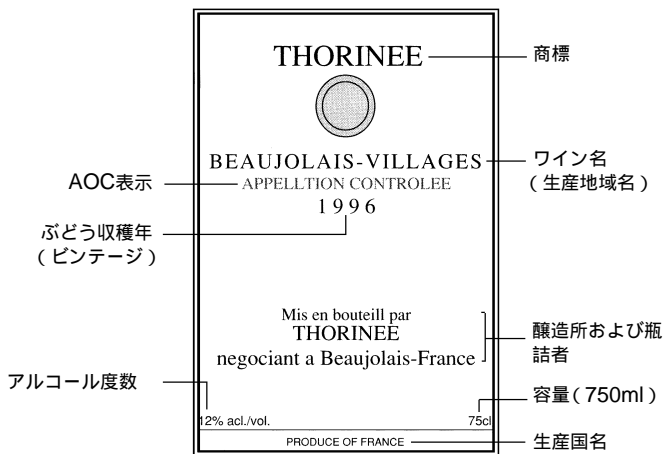 THORINEE
商標
BEAUJOLAIS-VILLAGES
ワイン名
(生産地域名)
AOC表示
APPELLTION CONTROLEE
1996
ぶどう収穫年
(ビンテージ)
Mis en bouteill par
THORINEE
negociant a Beaujolais-France
醸造所および瓶
詰者
アルコール度数
容量(750ml)
12% acl./vol.
75cl
PRODUCE OF FRANCE
生産国名